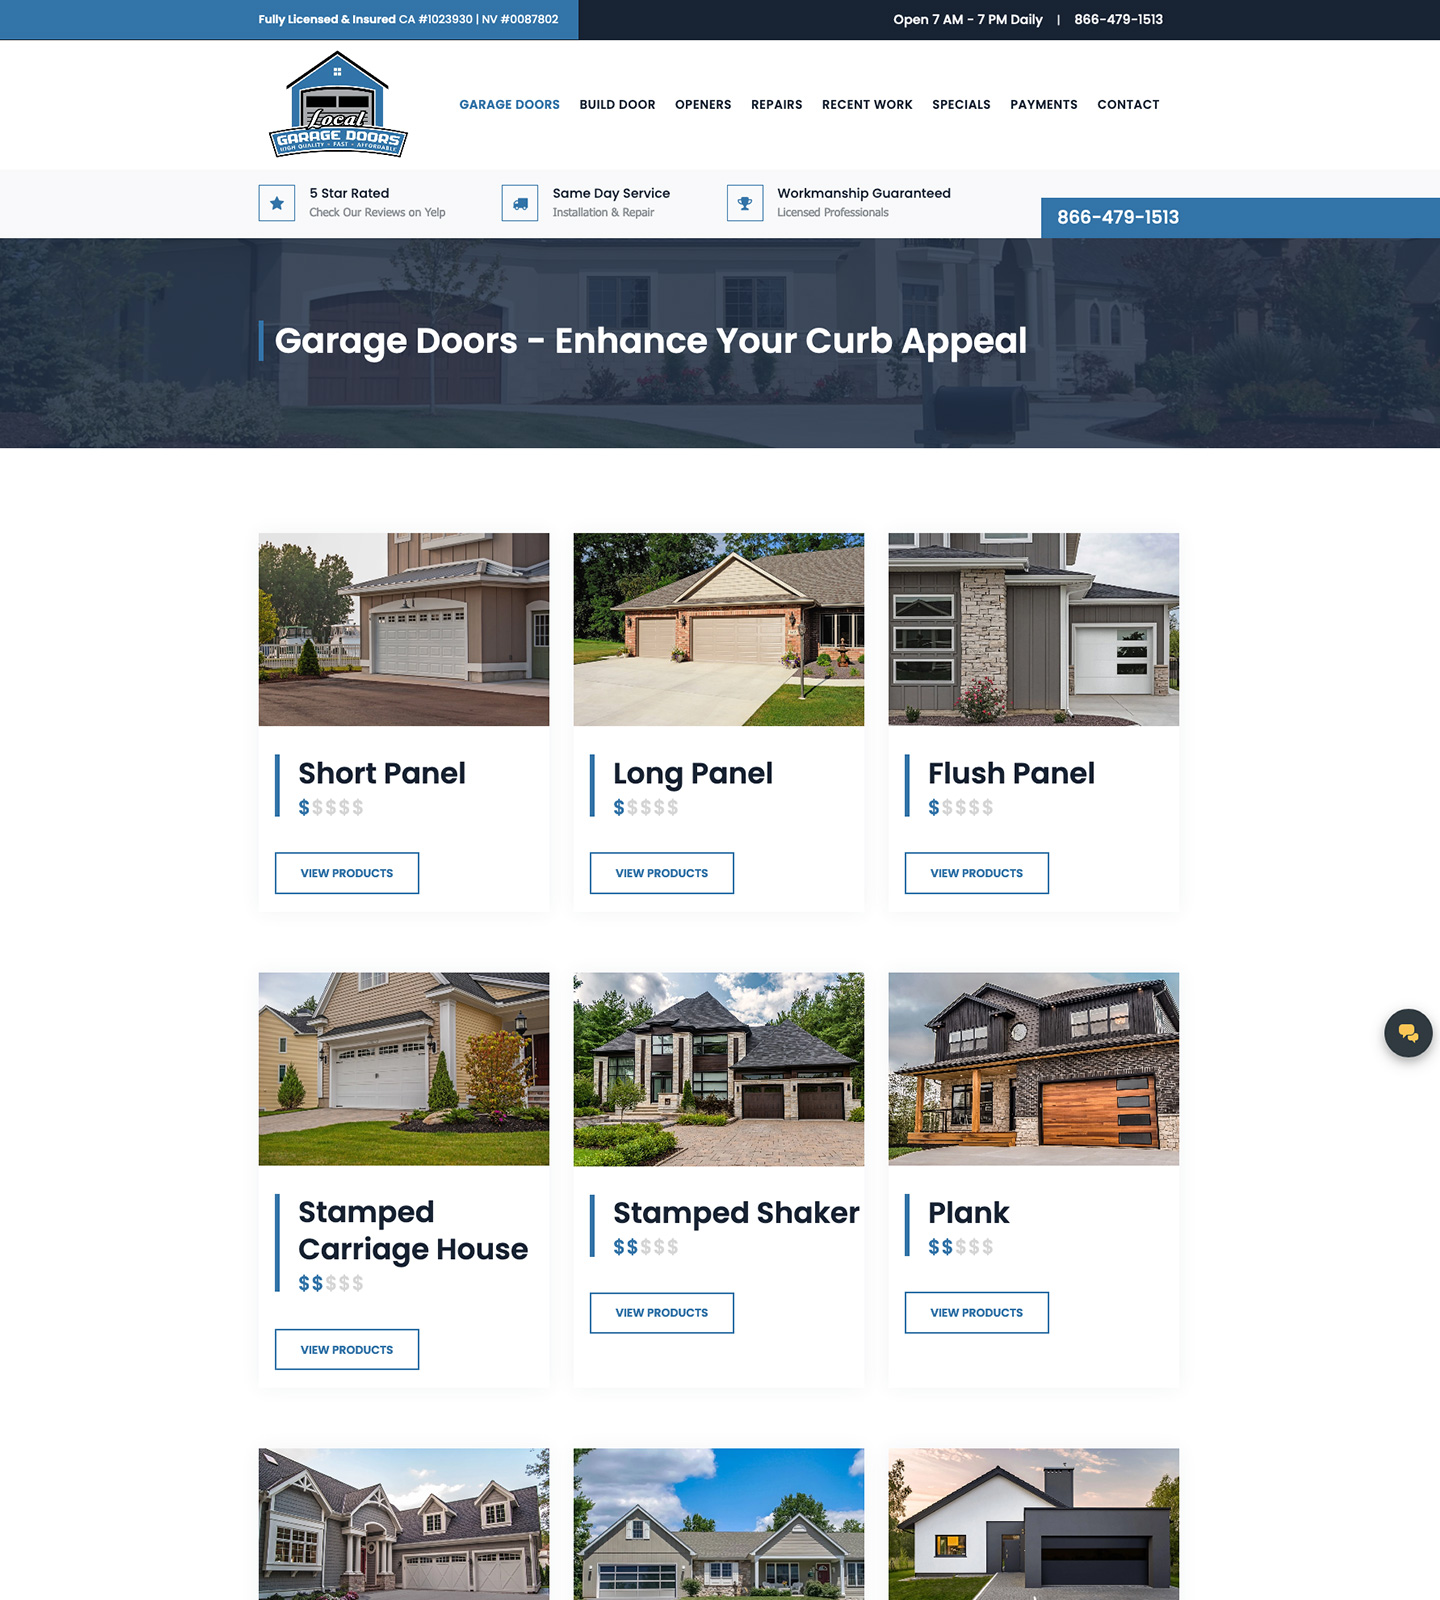 Fully Licensed & Insured CA #1023930 | NV #0087802
Open 7 AM - 7 PM Daily | 866-479-1513
Local
GARAGE DOORS
HIGH QUALITY - FAST - AFFORDABLE
GARAGE DOORS BUILD DOOR OPENERS REPAIRS RECENT WORK SPECIALS PAYMENTS CONTACT
5 Star Rated
Check Our Reviews on Yelp
Same Day Service
Installation & Repair
Workmanship Guaranteed
Licensed Professionals
866-479-1513
Garage Doors - Enhance Your Curb Appeal
Short Panel
$$$$$
VIEW PRODUCTS
Long Panel
$$$$$
VIEW PRODUCTS
Flush Panel
$$$$$
VIEW PRODUCTS
Stamped
Carriage House
$$$$$
VIEW PRODUCTS
Stamped Shaker
$$$$$
VIEW PRODUCTS
Plank
$$$$$
VIEW PRODUCTS